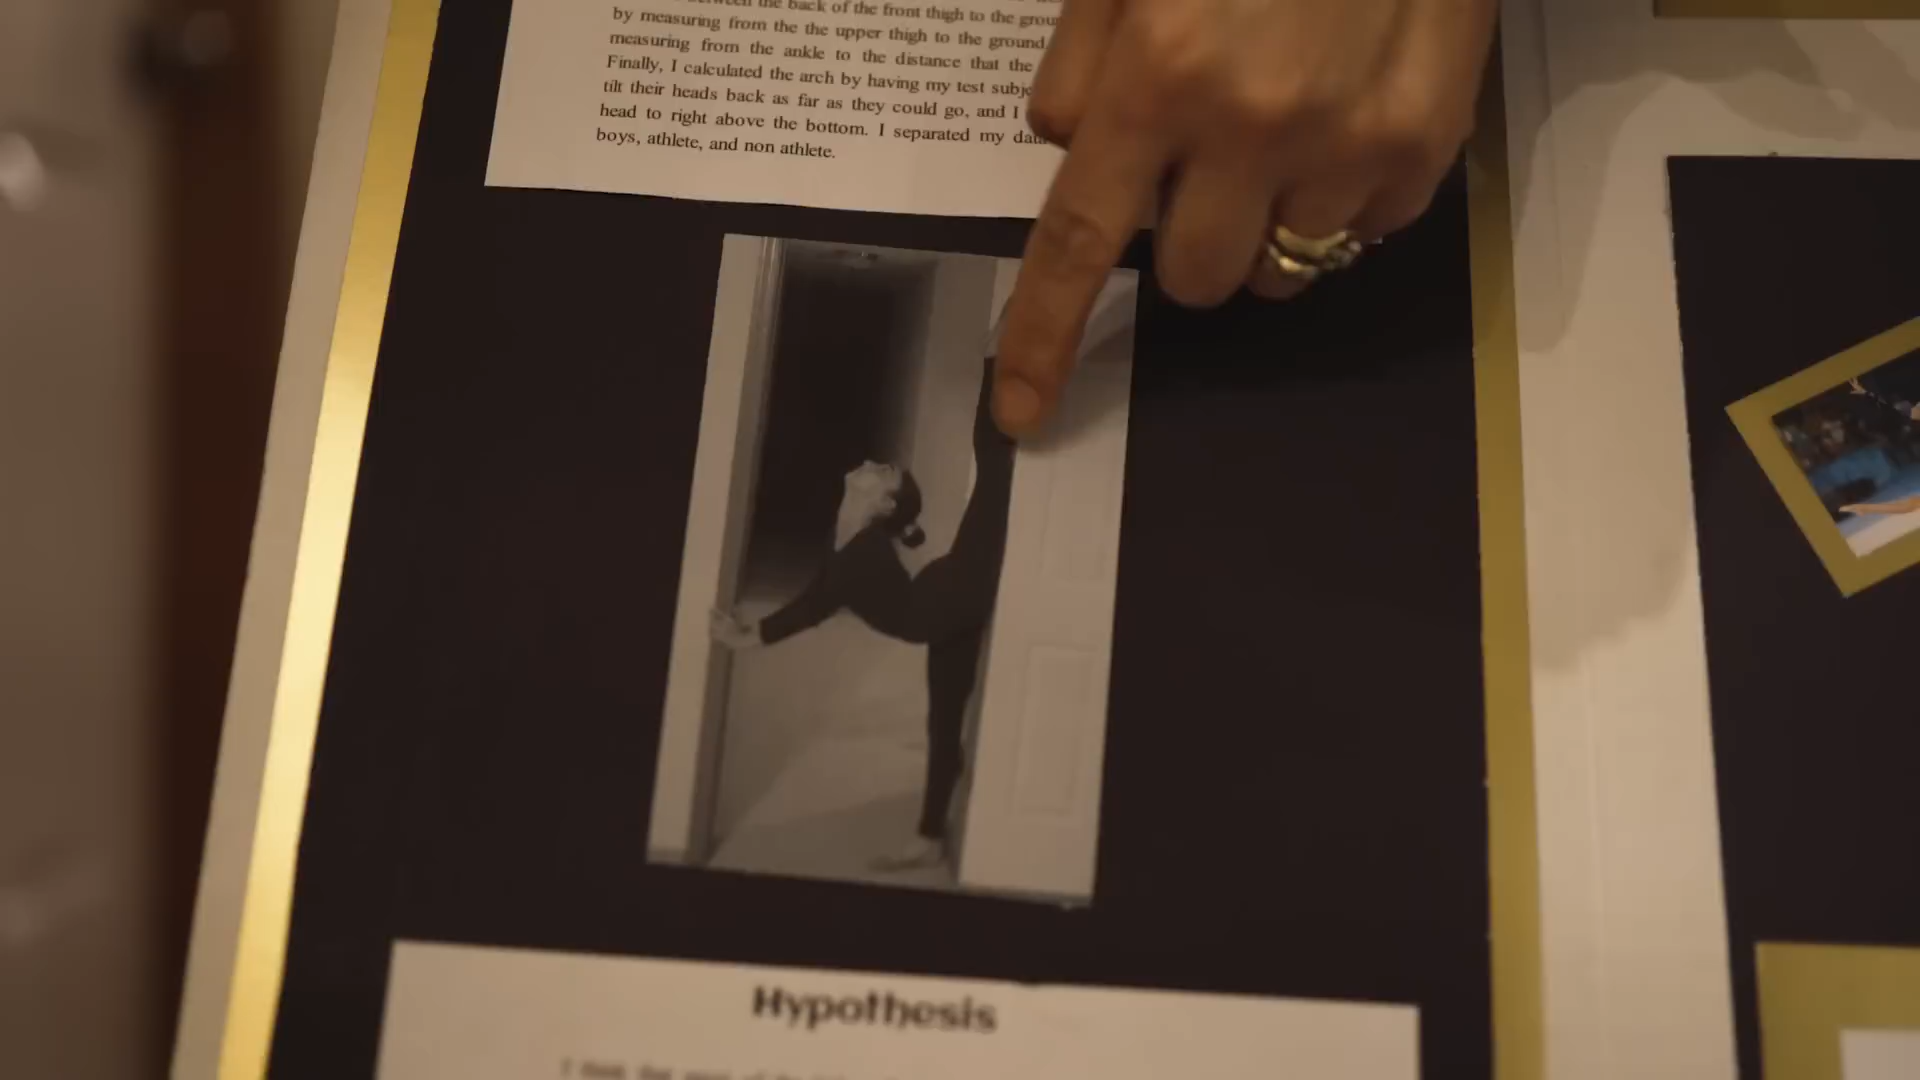 the back of the front thigh to the
by measuring from the the upper thigh to the ground.
measuring from the ankle to the distance that the
Finally, I calculated the arch by having my test
tilt their heads back as far as they could go, and I
head to right above the bottom. I separated my data
boys, athlete, and non athlete.
Hypothesis